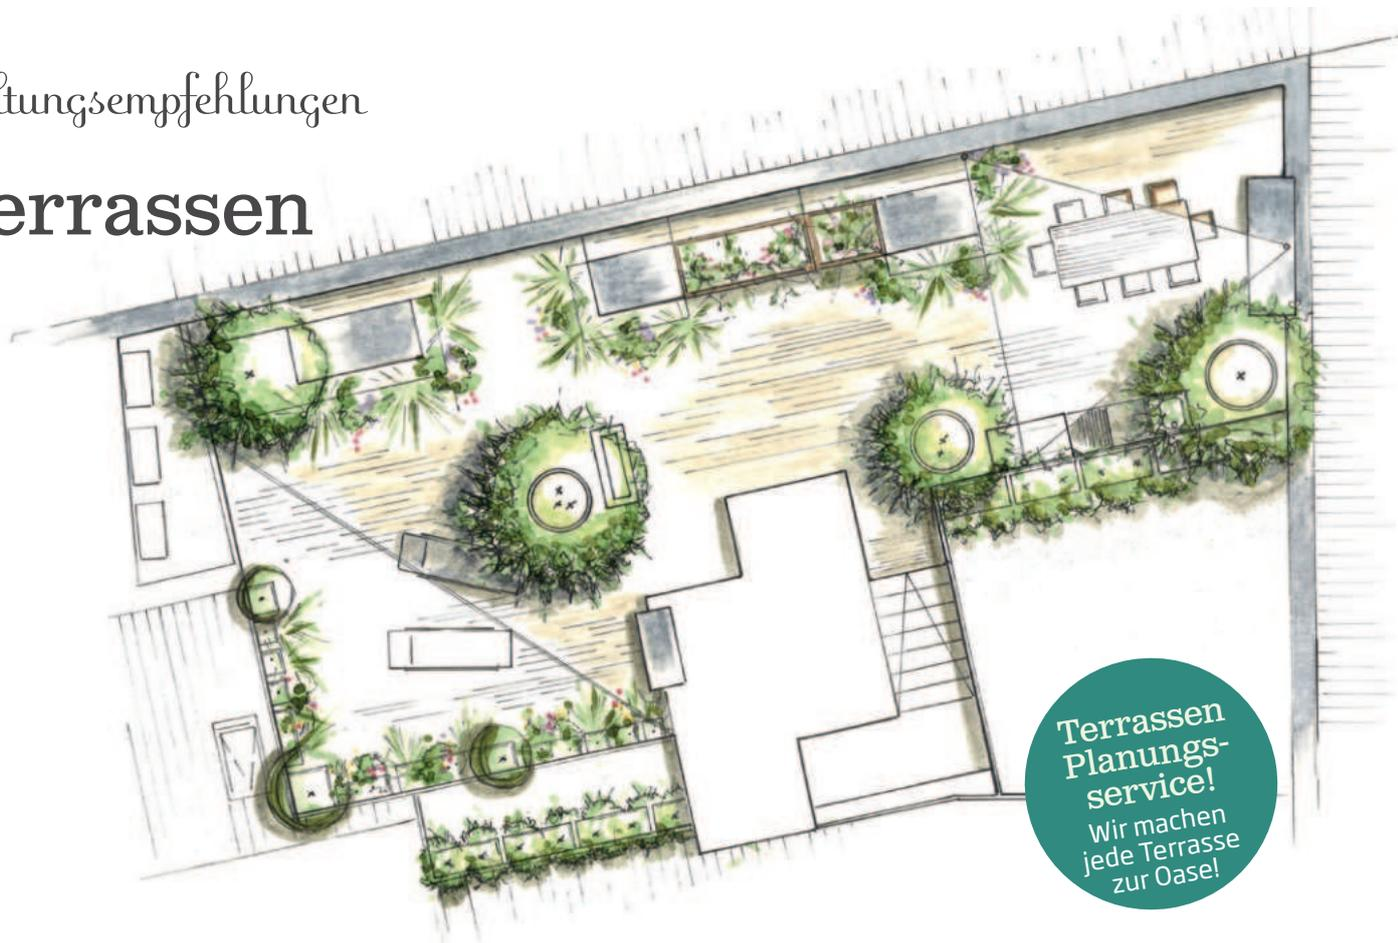 ltungsempfehlungen
errassen
Terrassen
Planungs-
service!
Wir machen
jede Terrasse
zur Oase!